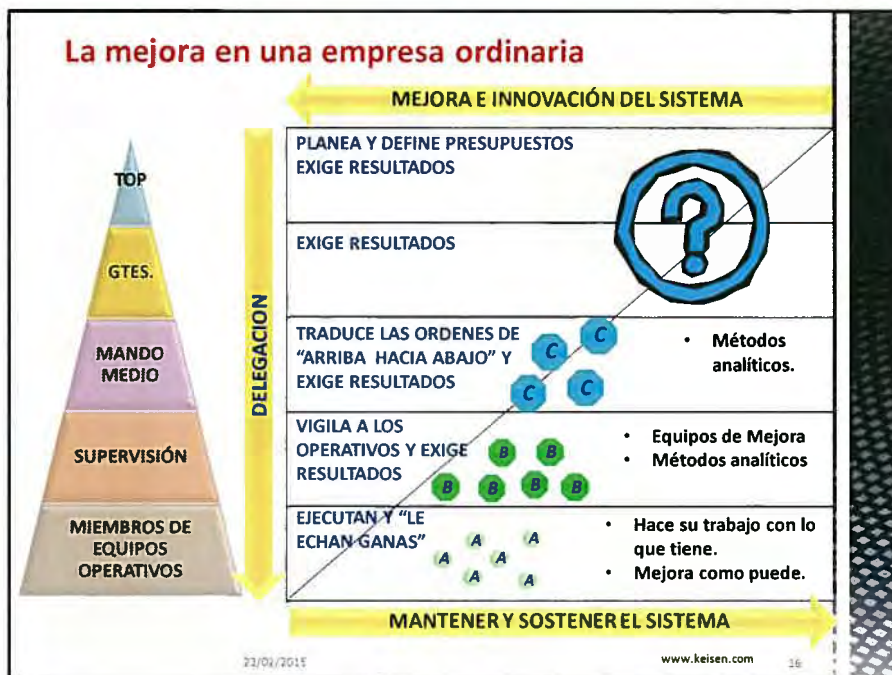 La mejora en una empresa ordinaria
MEJORA E INNOVACIÓN DEL SISTEMA
TOP
GTES.
MANDO
MEDIO
SUPERVISIÓN
MIEMBROS DE
EQUIPOS
OPERATIVOS
DELEGACION
PLANEA Y DEFINE PRESUPUESTOS
EXIGE RESULTADOS
?
EXIGE RESULTADOS
TRADUCE LAS ORDENES DE
“ARRIBA HACIA ABAJO” Y
EXIGE RESULTADOS
C
C
C
C
• Métodos
analíticos.
VIGILA A LOS
OPERATIVOS Y EXIGE
RESULTADOS
B
B
B
B
B
B
• Equipos de Mejora
• Métodos analíticos
EJECUTAN Y “LE
ECHAN GANAS”
A
A
A
A
A
A
• Hace su trabajo con lo
que tiene.
• Mejora como puede.
MANTENER Y SOSTENER EL SISTEMA
www.keisen.com
16